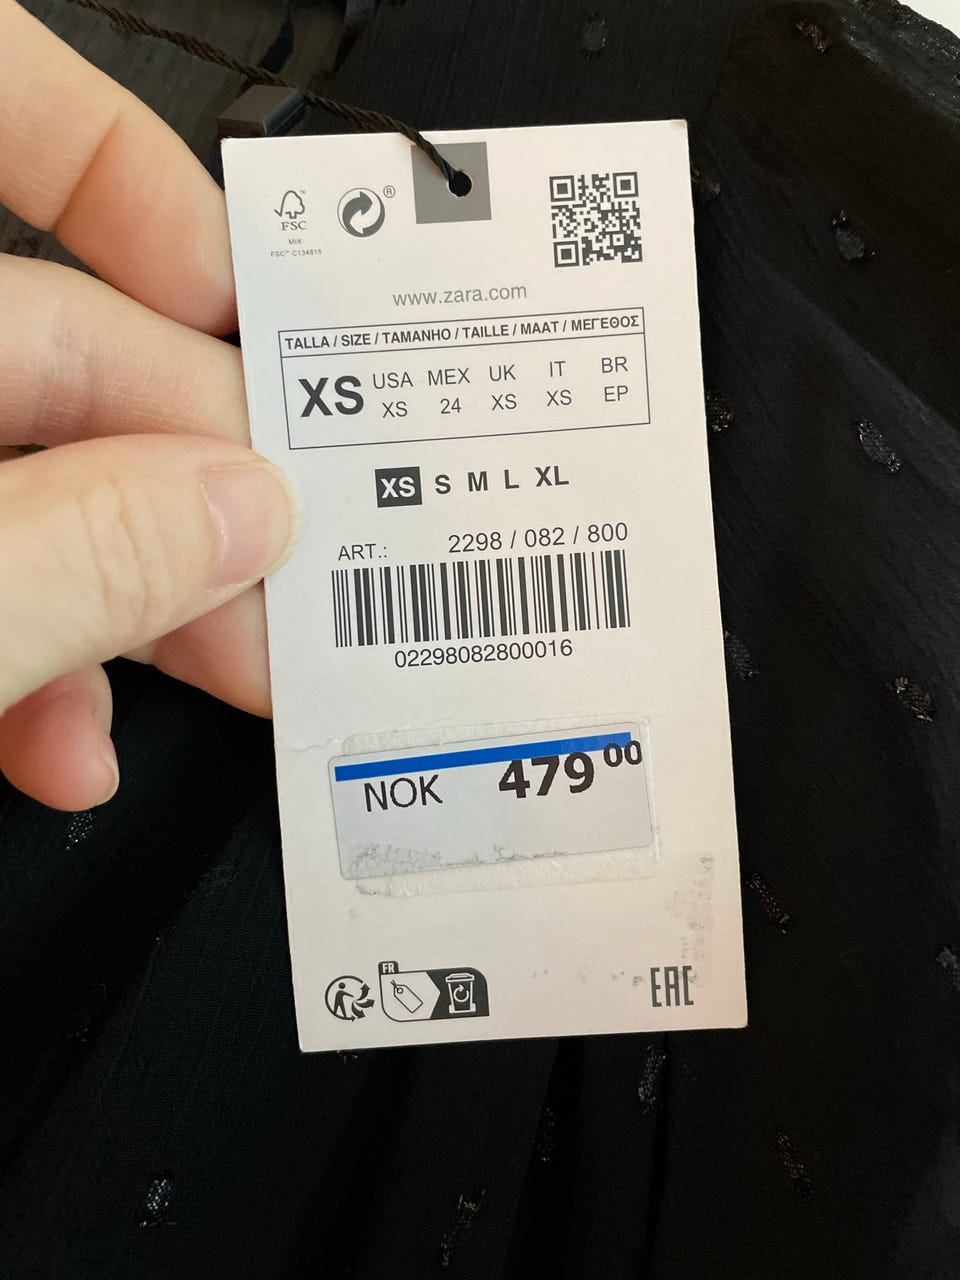 FSC™
MIX
FSC™ C134815
®
www.zara.com
TALLA / SIZE / TAMANHO / TAILLE / MAAT / ΜΕΓΕΘΟΣ
XS USA MEX UK IT BR
XS 24 XS XS EP
XS S M L XL
ART.: 2298 / 082 / 800
02298082800016
NOK 479 00
FR
EAC